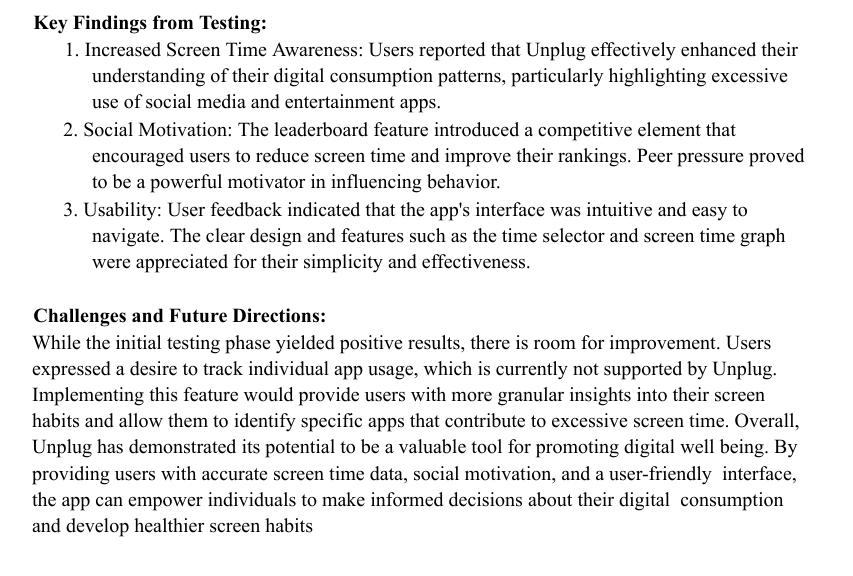 Key Findings from Testing:
1. Increased Screen Time Awareness: Users reported that Unplug effectively enhanced their
understanding of their digital consumption patterns, particularly highlighting excessive
use of social media and entertainment apps.
2. Social Motivation: The leaderboard feature introduced a competitive element that
encouraged users to reduce screen time and improve their rankings. Peer pressure proved
to be a powerful motivator in influencing behavior.
3. Usability: User feedback indicated that the app's interface was intuitive and easy to
navigate. The clear design and features such as the time selector and screen time graph
were appreciated for their simplicity and effectiveness.
Challenges and Future Directions:
While the initial testing phase yielded positive results, there is room for improvement. Users
expressed a desire to track individual app usage, which is currently not supported by Unplug.
Implementing this feature would provide users with more granular insights into their screen
habits and allow them to identify specific apps that contribute to excessive screen time. Overall,
Unplug has demonstrated its potential to be a valuable tool for promoting digital well being. By
providing users with accurate screen time data, social motivation, and a user-friendly  interface,
the app can empower individuals to make informed decisions about their digital  consumption
and develop healthier screen habits